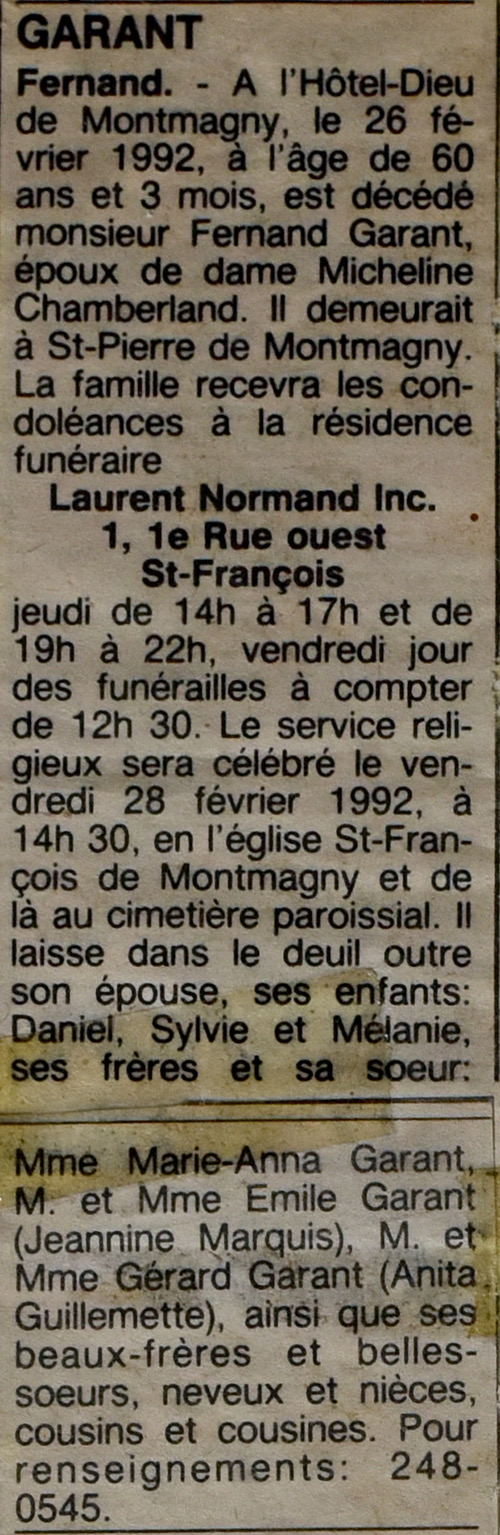 GARANT
Fernand. - A l'Hôtel-Dieu
de Montmagny, le 26 fé-
vrier 1992, à l'âge de 60
ans et 3 mois, est décédé
monsieur Fernand Garant,
époux de dame Micheline
Chamberland. Il demeurait
à St-Pierre de Montmagny.
La famille recevra les con-
doléances à la résidence
funéraire
Laurent Normand Inc.
1, 1e Rue ouest
St-François
jeudi de 14h à 17h et de
19h à 22h, vendredi jour
des funérailles à compter
de 12h 30. Le service reli-
gieux sera célébré le ven-
dredi 28 février 1992, à
14h 30, en l'église St-Fran-
çois de Montmagny et de
là au cimetière paroissial. Il
laisse dans le deuil outre
son épouse, ses enfants:
Daniel, Sylvie et Mélanie,
ses frères et sa soeur:
Mme Marie-Anna Garant,
M. et Mme Emile Garant
(Jeannine Marquis), M. et
Mme Gérard Garant (Anita
Guillemette), ainsi que ses
beaux-frères et belles-
soeurs, neveux et nièces,
cousins et cousines. Pour
renseignements: 248-
0545.